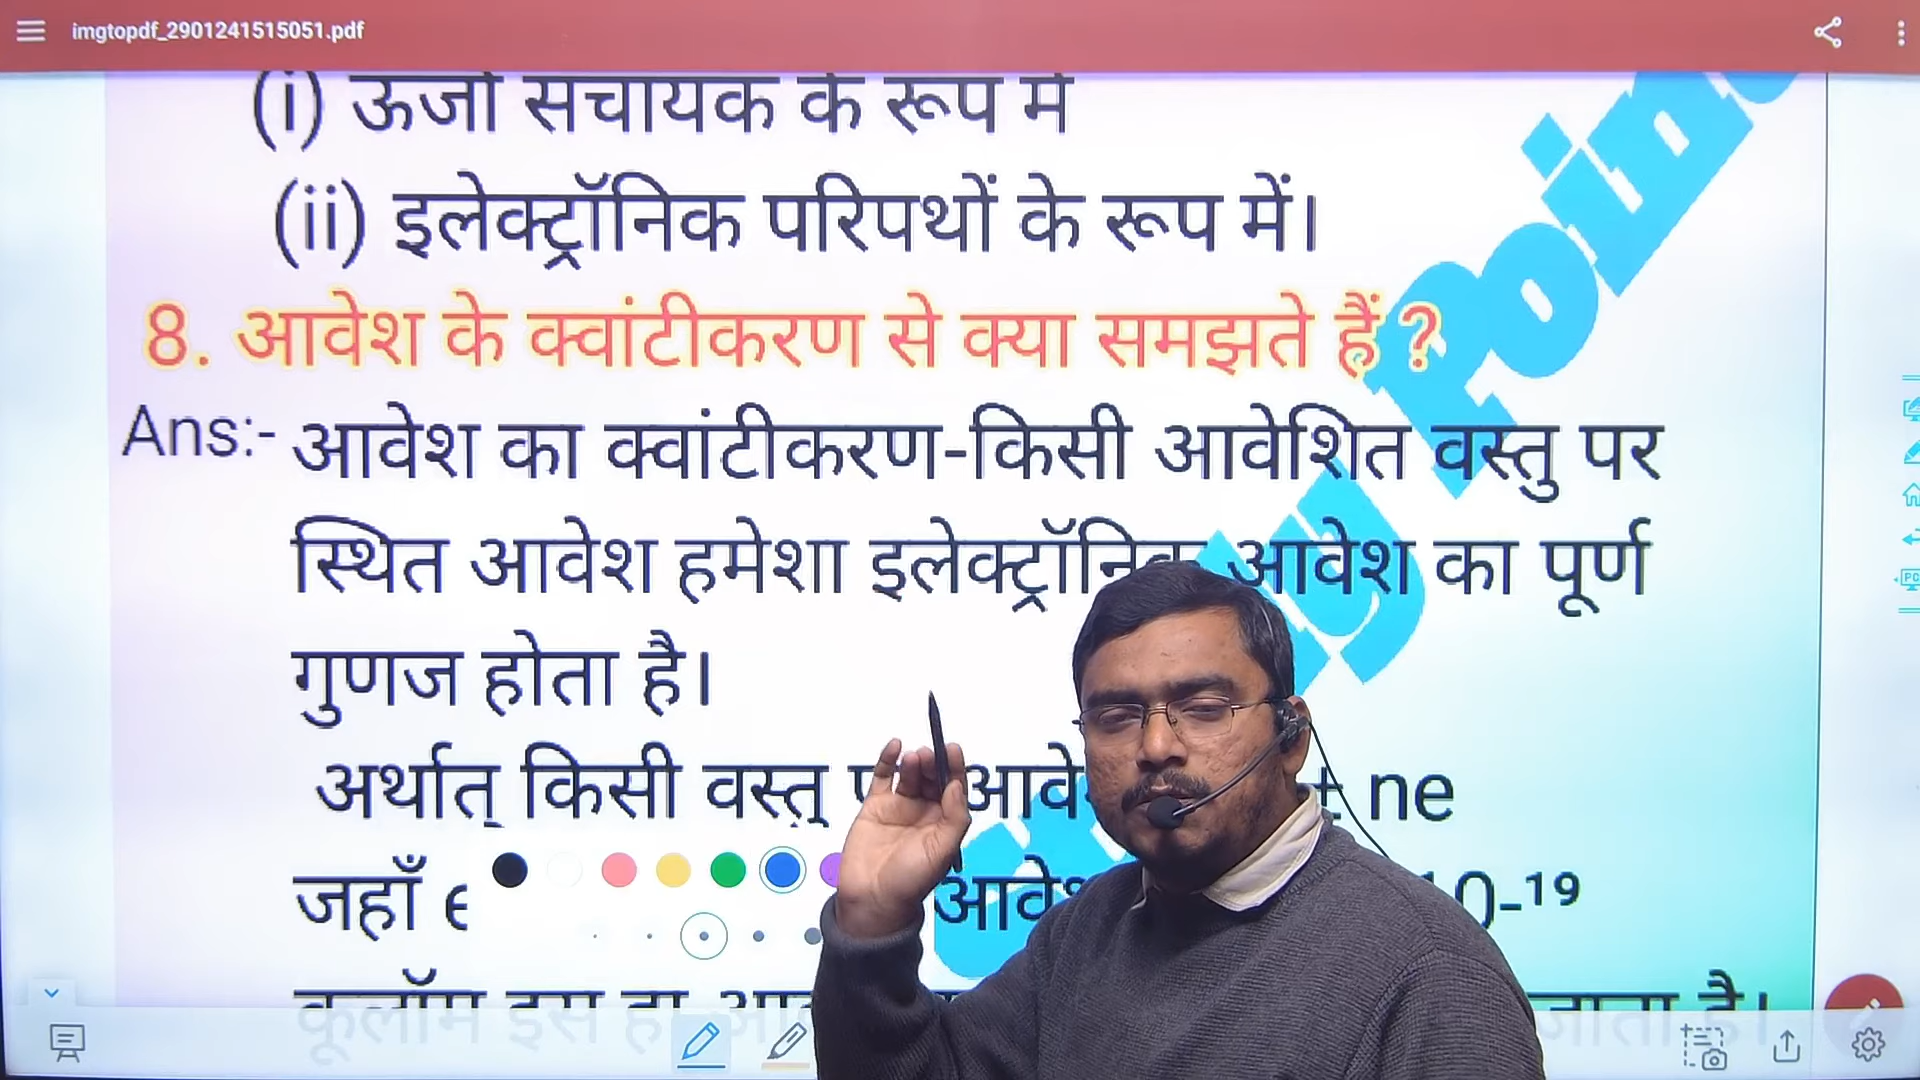 imgtopdf_2901241515051.pdf
(i) ऊर्जा संचायक के रूप में
(ii) इलेक्ट्रॉनिक परिपथों के रूप में।
8. आवेश के क्वांटीकरण से क्या समझते हैं ?
Ans:- आवेश का क्वांटीकरण-किसी आवेशित वस्तु पर
स्थित आवेश हमेशा इलेक्ट्रॉनिक आवेश का पूर्ण
गुणज होता है।
अर्थात् किसी वस्तु ± ne
जहाँ e 10-¹⁹
कूलॉम जाता है।
Point